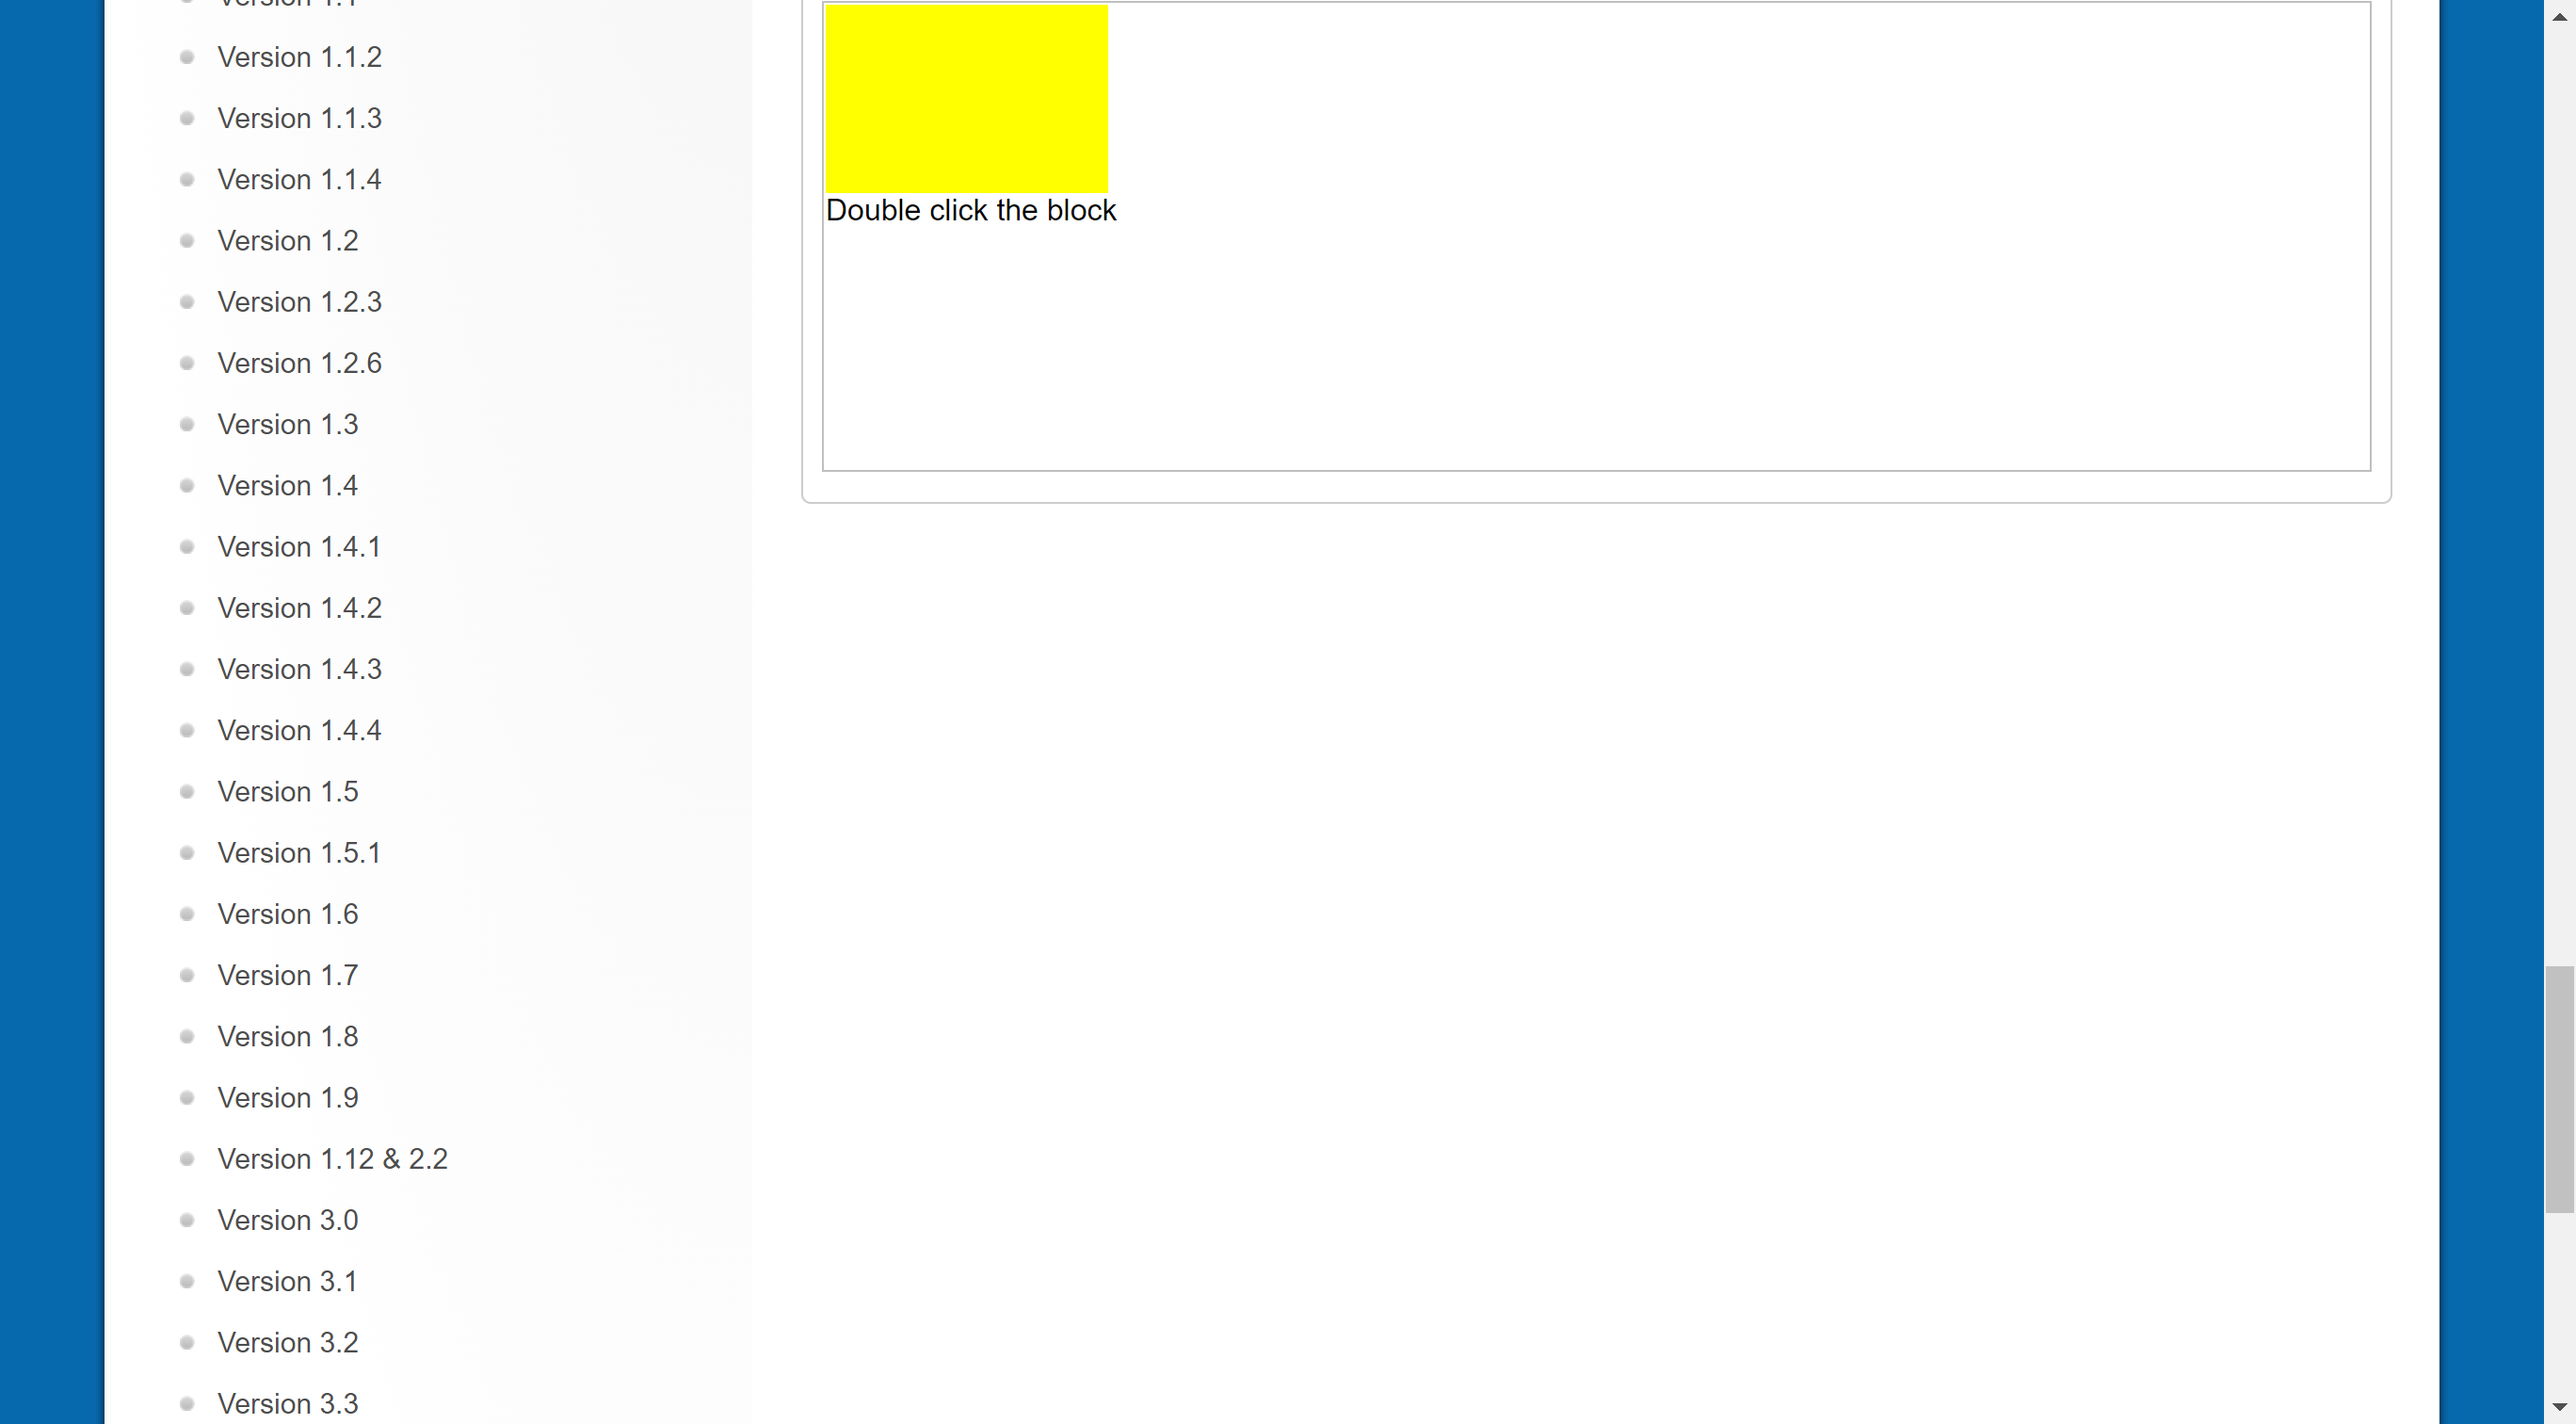 Version 1.1.2
Version 1.1.3
Version 1.1.4
Version 1.2
Version 1.2.3
Version 1.2.6
Version 1.3
Version 1.4
Version 1.4.1
Version 1.4.2
Version 1.4.3
Version 1.4.4
Version 1.5
Version 1.5.1
Version 1.6
Version 1.7
Version 1.8
Version 1.9
Version 1.12 & 2.2
Version 3.0
Version 3.1
Version 3.2
Version 3.3
Double click the block